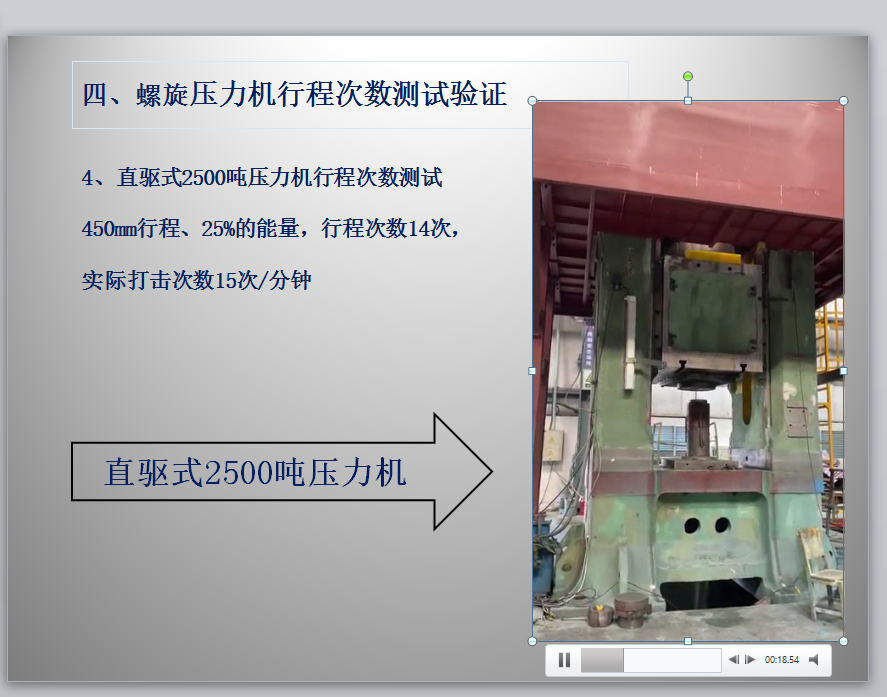 四、螺旋压力机行程次数测试验证
4、直驱式2500吨压力机行程次数测试
450mm行程、25%的能量，行程次数14次，
实际打击次数15次/分钟
直驱式2500吨压力机
00:18.54